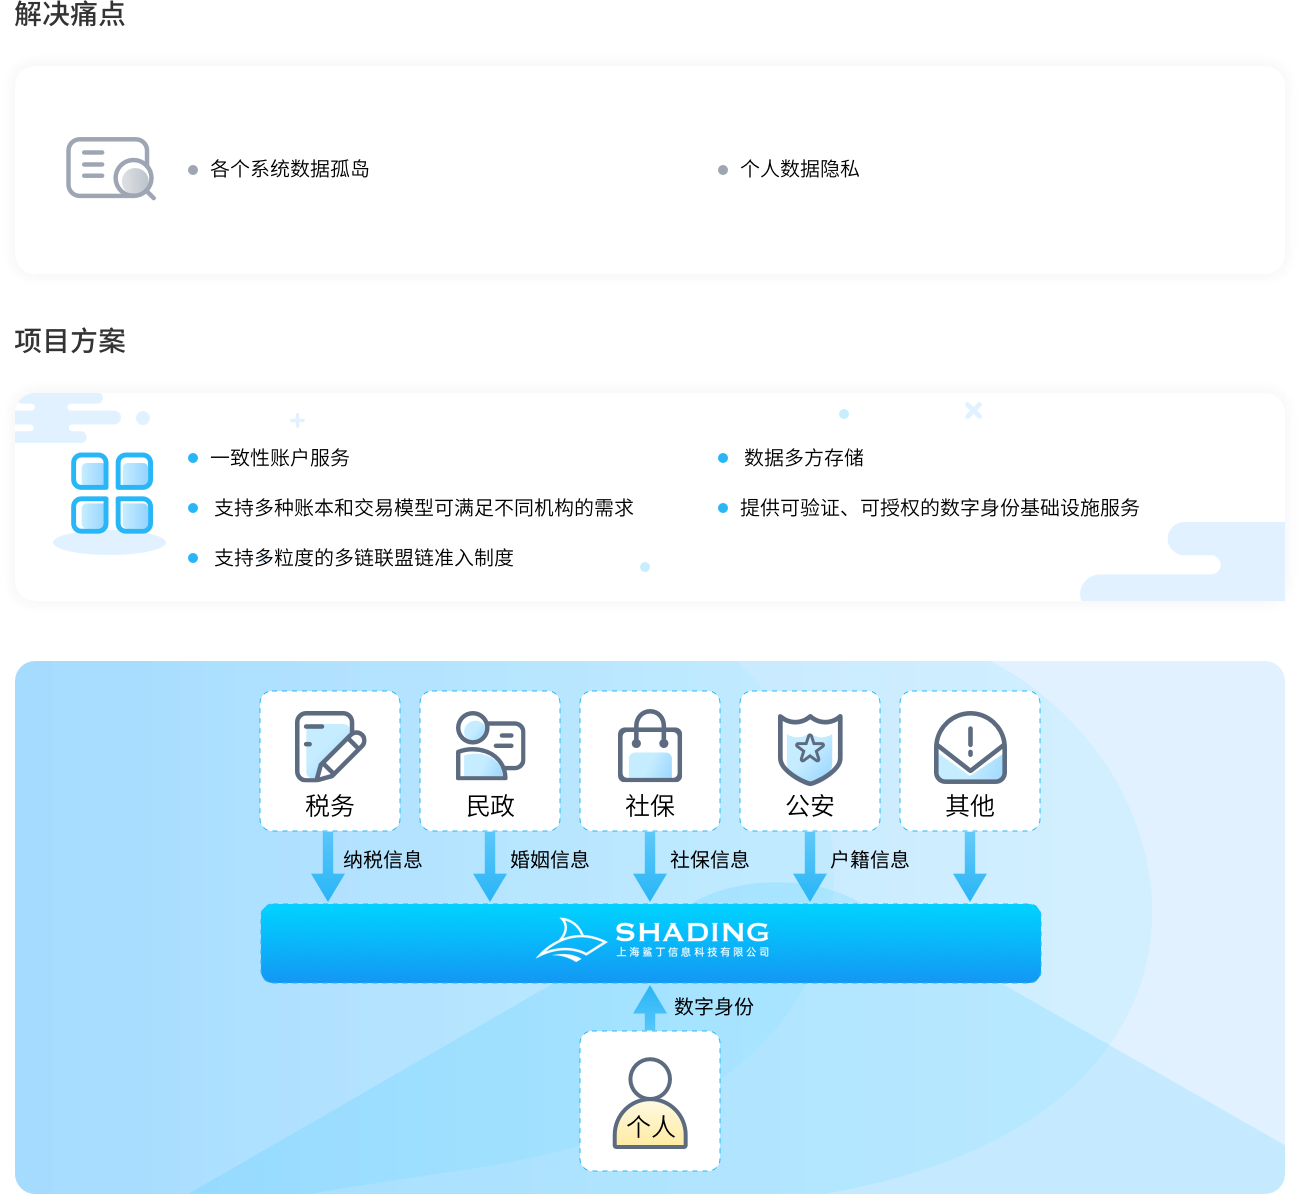 解决痛点
各个系统数据孤岛
个人数据隐私
项目方案
一致性账户服务
数据多方存储
支持多种账本和交易模型可满足不同机构的需求
提供可验证、可授权的数字身份基础设施服务
支持多粒度的多链联盟链准入制度
税务
民政
社保
公安
其他
纳税信息
婚姻信息
社保信息
户籍信息
SHADING
上海鲨丁信息科技有限公司
数字身份
个人